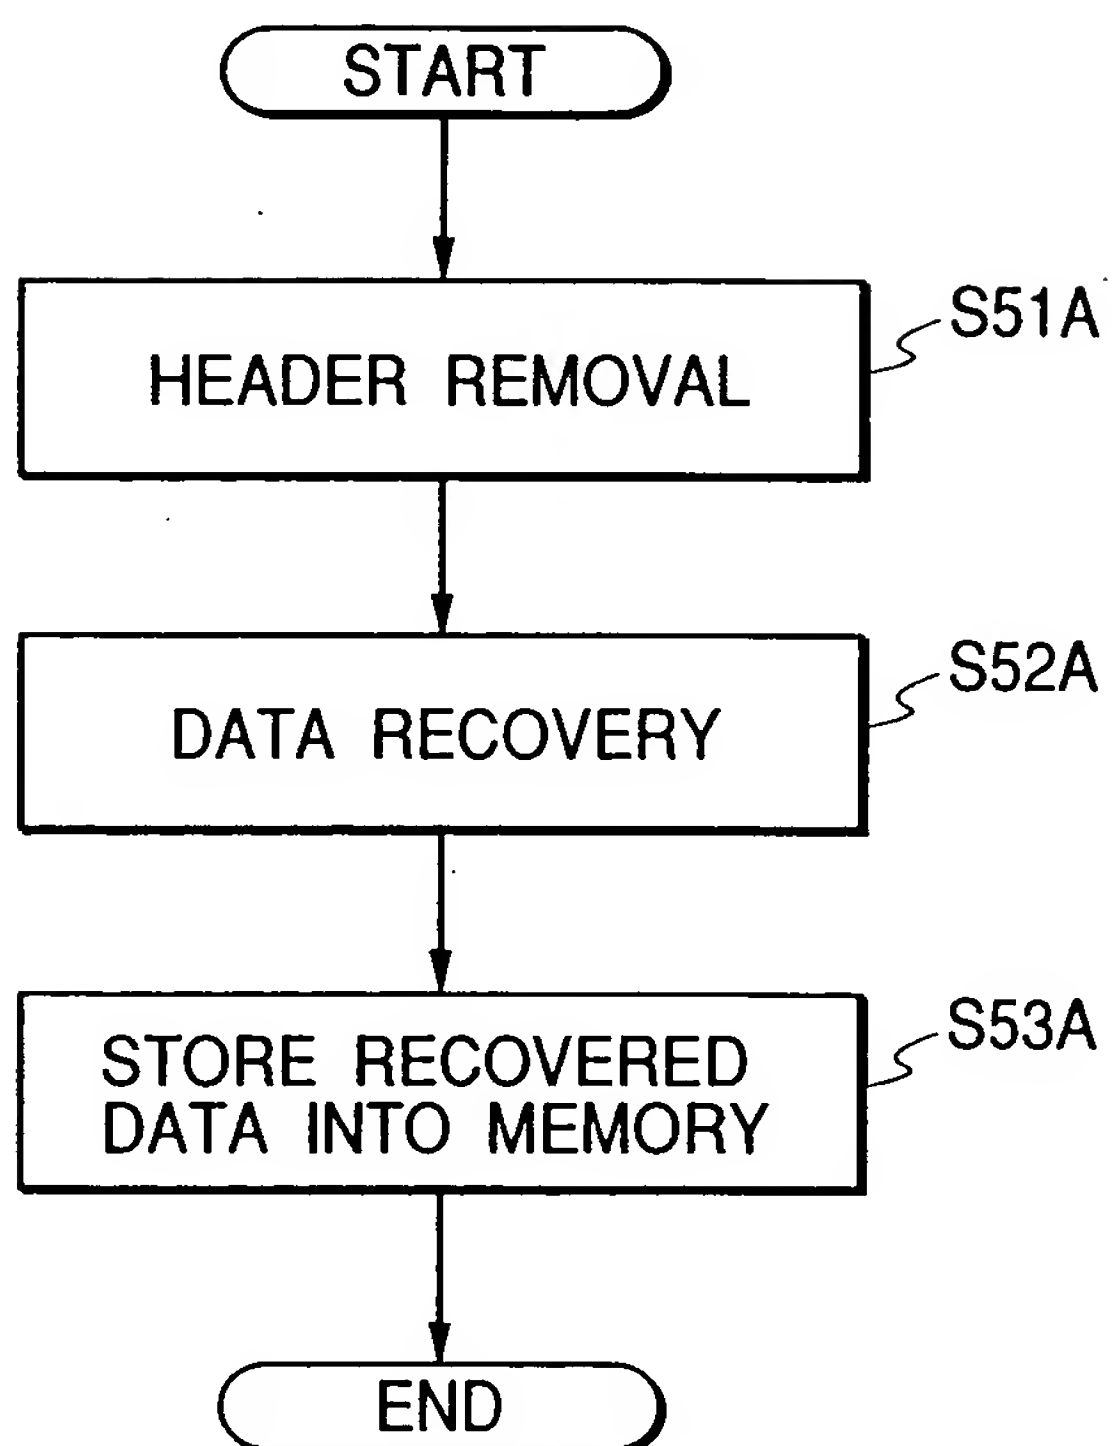 START
HEADER REMOVAL
S51A
DATA RECOVERY
S52A
STORE RECOVERED
DATA INTO MEMORY
S53A
END